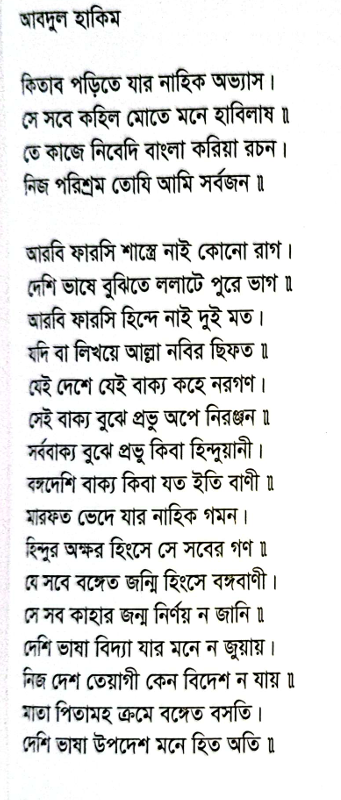 আবদুল হাকিম
কিতাব পড়িতে যার নাহিক অভ্যাস।
সে সবে কহিল মোতে মনে হাবিলাষ॥
তে কাজে নিবেদি বাংলা করিয়া রচন।
নিজ পরিশ্রম তোষি আমি সর্বজন॥
আরবি ফারসি শাস্ত্রে নাই কোনো রাগ।
দেশি ভাষে বুঝিতে ললাটে পুরে ভাগ॥
আরবি ফারসি হিন্দে নাই দুই মত।
যদি বা লিখয়ে আল্লা নবির ছিফত॥
যেই দেশে যেই বাক্য কহে নরগণ।
সেই বাক্য বুঝে প্রভু অপে নিরঞ্জন॥
সর্ববাক্য বুঝে প্রভু কিবা হিন্দুয়ানী।
বঙ্গদেশি বাক্য কিবা যত ইতি বাণী॥
মারফত ভেদে যার নাহিক গমন।
হিন্দুর অক্ষর হিংসে সে সবের গণ॥
যে সবে বঙ্গেত জন্মি হিংসে বঙ্গবাণী।
সে সব কাহার জন্ম নির্ণয় ন জানি॥
দেশি ভাষা বিদ্যা যার মনে ন জুয়ায়।
নিজ দেশ তেয়াগী কেন বিদেশ ন যায়॥
মাতা পিতামহ ক্রমে বঙ্গেত বসতি।
দেশি ভাষা উপদেশ মনে হিত অতি॥